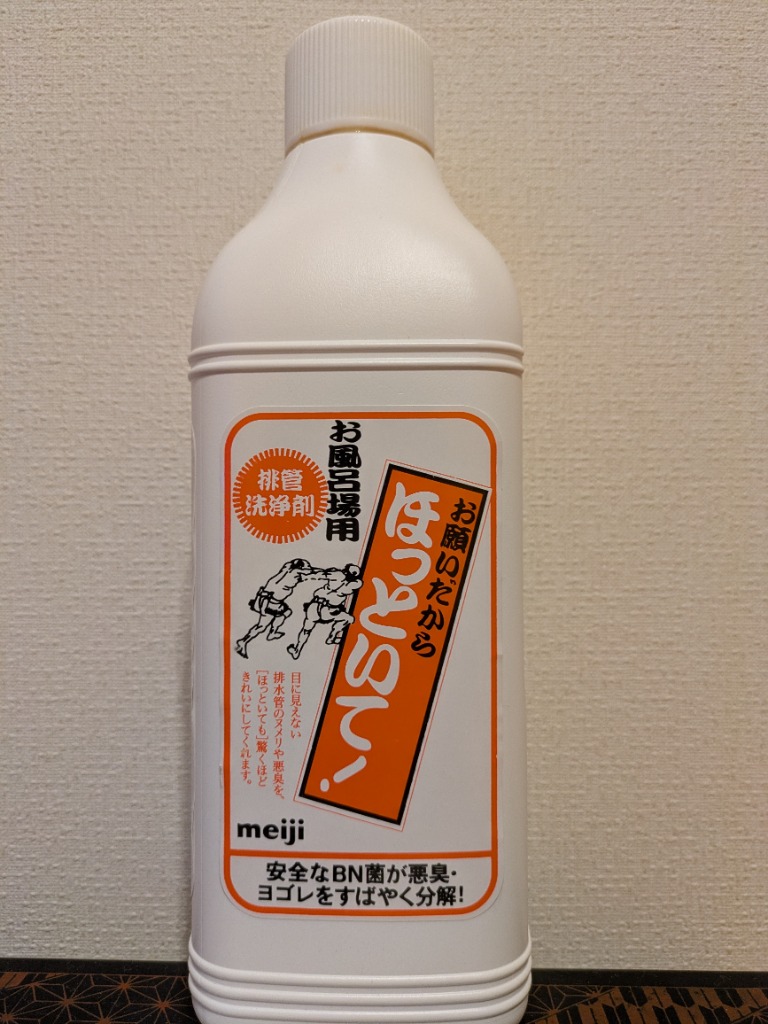 お風呂場用
排管
洗浄剤
お願いだから
ほっといて!
目に見えない
排水管のヌメリや悪臭を、
[ほっといても]驚くほど
きれいにしてくれます。
meiji
安全なBN菌が悪臭・
ヨゴレをすばやく分解!